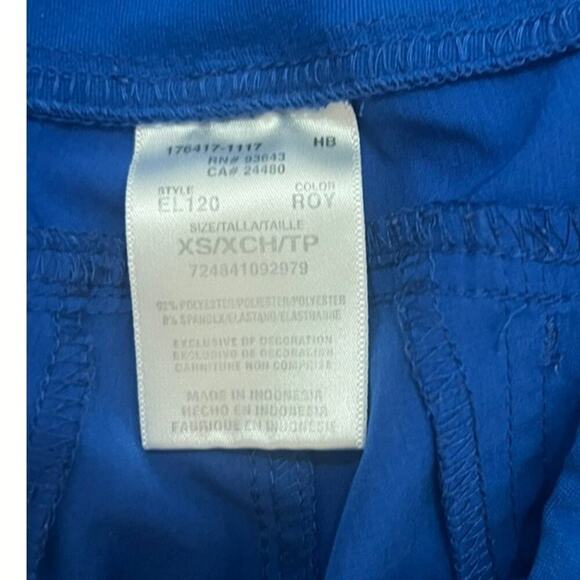 176417-1117 HB
RN# 93643
CA# 24480
STYLE COLOR
EL120 ROY
SIZE/TALLA/TAILLE
XS/XCH/TP
724841092979
92% POLYESTER/POLIESTER/POLYESTER
8% SPANDEX/ELASTANO/ELASTHANNE
EXCLUSIVE OF DECORATION
EXCLUSIVO DE DECORACION
GARNITURE NON COMPRISE
MADE IN INDONESIA
HECHO EN INDONESIA
FABRIQUE EN INDONESIE